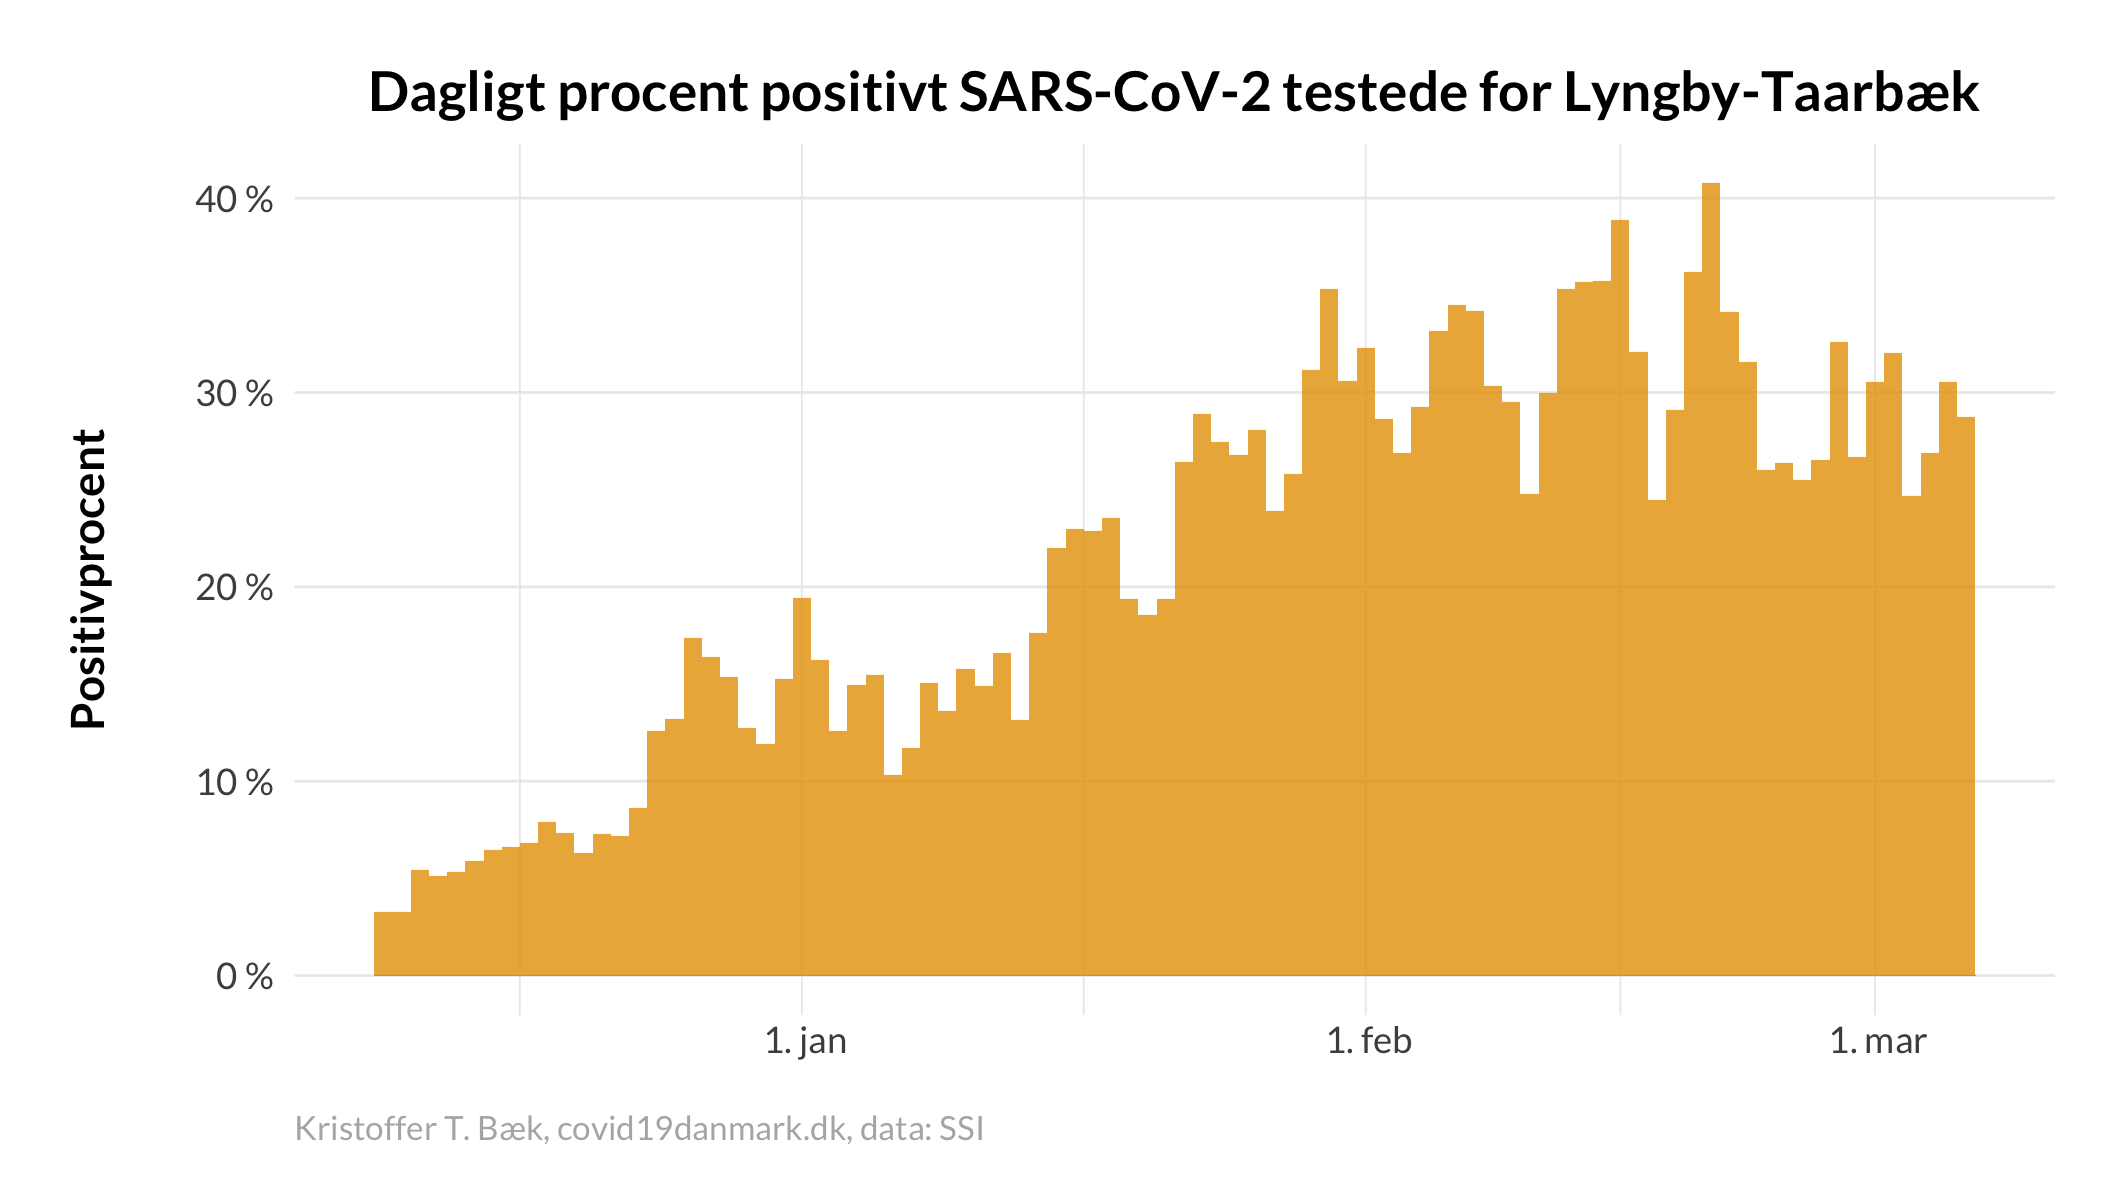 Dagligt procent positivt SARS-CoV-2 testede for Lyngby-Taarbæk
Positivprocent
40 %
30 %
20 %
10 %
0 %
1. jan
1. feb
1. mar
Kristoffer T. Bæk, covid19danmark.dk, data: SSI